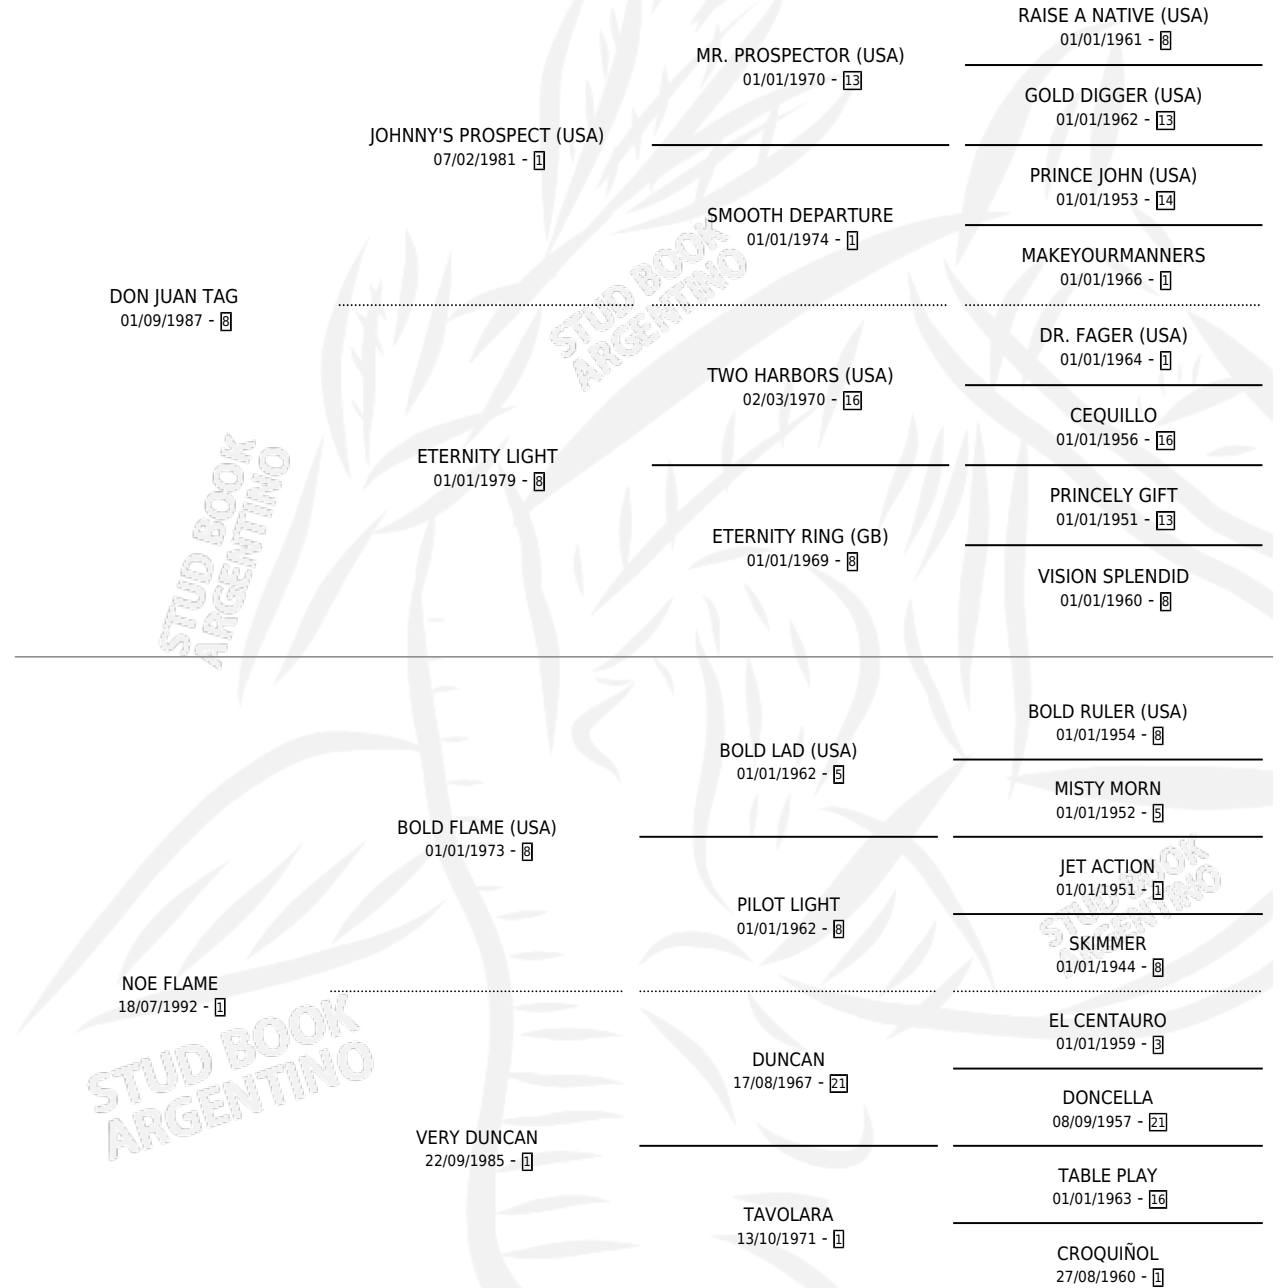 RAISE A NATIVE (USA)
01/01/1961 - 8
MR. PROSPECTOR (USA)
01/01/1970 - 13
GOLD DIGGER (USA)
01/01/1962 - 13
JOHNNY'S PROSPECT (USA)
07/02/1981 - 1
PRINCE JOHN (USA)
01/01/1953 - 14
SMOOTH DEPARTURE
01/01/1974 - 1
MAKEYOURMANNERS
01/01/1966 - 1
DON JUAN TAG
01/09/1987 - 8
DR. FAGER (USA)
01/01/1964 - 1
TWO HARBORS (USA)
02/03/1970 - 16
CEQUILLO
01/01/1956 - 16
ETERNITY LIGHT
01/01/1979 - 8
PRINCELY GIFT
01/01/1951 - 13
ETERNITY RING (GB)
01/01/1969 - 8
VISION SPLENDID
01/01/1960 - 8
STUD BOOK
ARGENTINO
STUD BOOK
ARGENTINO
BOLD RULER (USA)
01/01/1954 - 8
BOLD LAD (USA)
01/01/1962 - 5
MISTY MORN
01/01/1952 - 5
BOLD FLAME (USA)
01/01/1973 - 8
JET ACTION
01/01/1951 - 1
PILOT LIGHT
01/01/1962 - 8
SKIMMER
01/01/1944 - 8
NOE FLAME
18/07/1992 - 1
EL CENTAURO
01/01/1959 - 3
DUNCAN
17/08/1967 - 21
DONCELLA
08/09/1957 - 21
VERY DUNCAN
22/09/1985 - 1
TABLE PLAY
01/01/1963 - 16
TAVOLARA
13/10/1971 - 1
CROQUIÑOL
27/08/1960 - 1
STUD BOOK
ARGENTINO
STUD BOOK
ARGENTINO